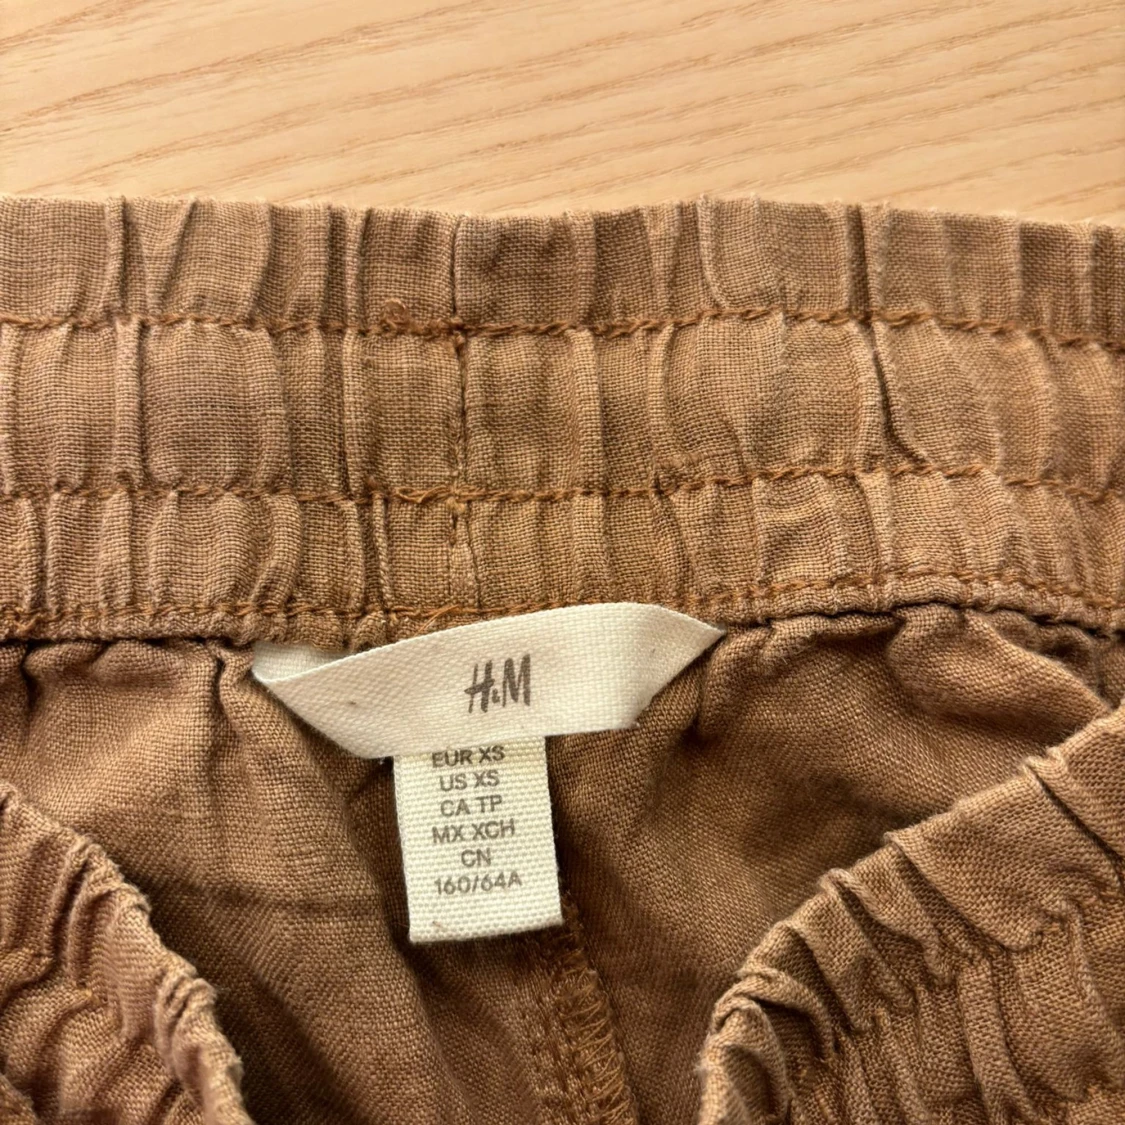 H&M
EUR XS
US XS
CA TP
MX XCH
CN
160/64A